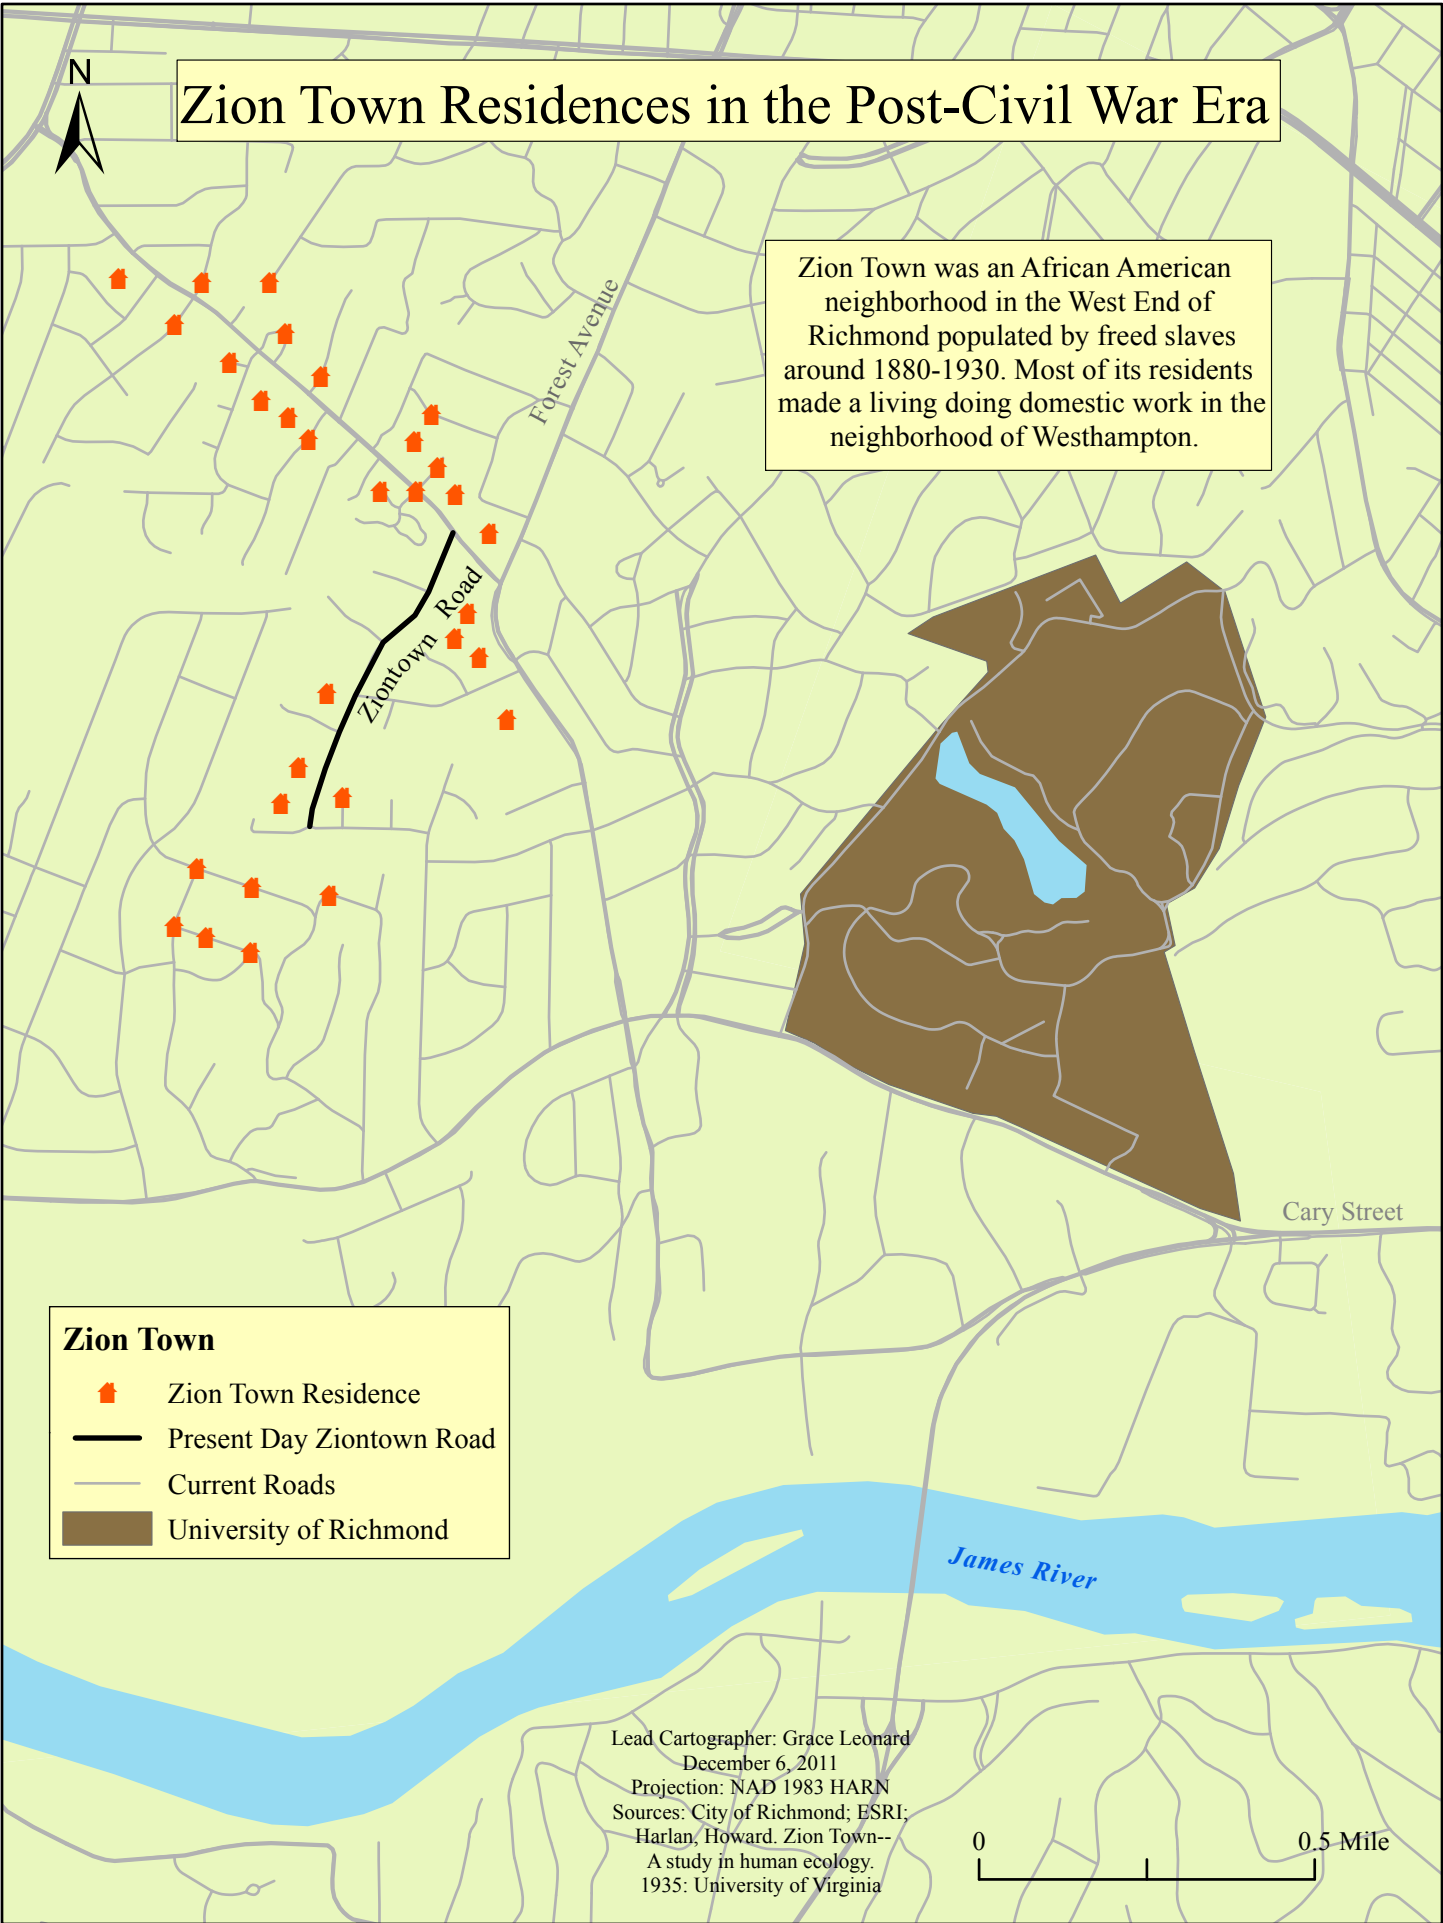 N
Zion Town Residences in the Post-Civil War Era
Zion Town was an African American
neighborhood in the West End of
Richmond populated by freed slaves
around 1880-1930. Most of its residents
made a living doing domestic work in the
neighborhood of Westhampton.
Forest Avenue
Ziontown Road
Cary Street
Zion Town
Zion Town Residence
Present Day Ziontown Road
Current Roads
University of Richmond
James River
Lead Cartographer: Grace Leonard
December 6, 2011
Projection: NAD 1983 HARN
Sources: City of Richmond; ESRI;
Harlan, Howard. Zion Town--
A study in human ecology.
1935: University of Virginia
0 0.5 Mile